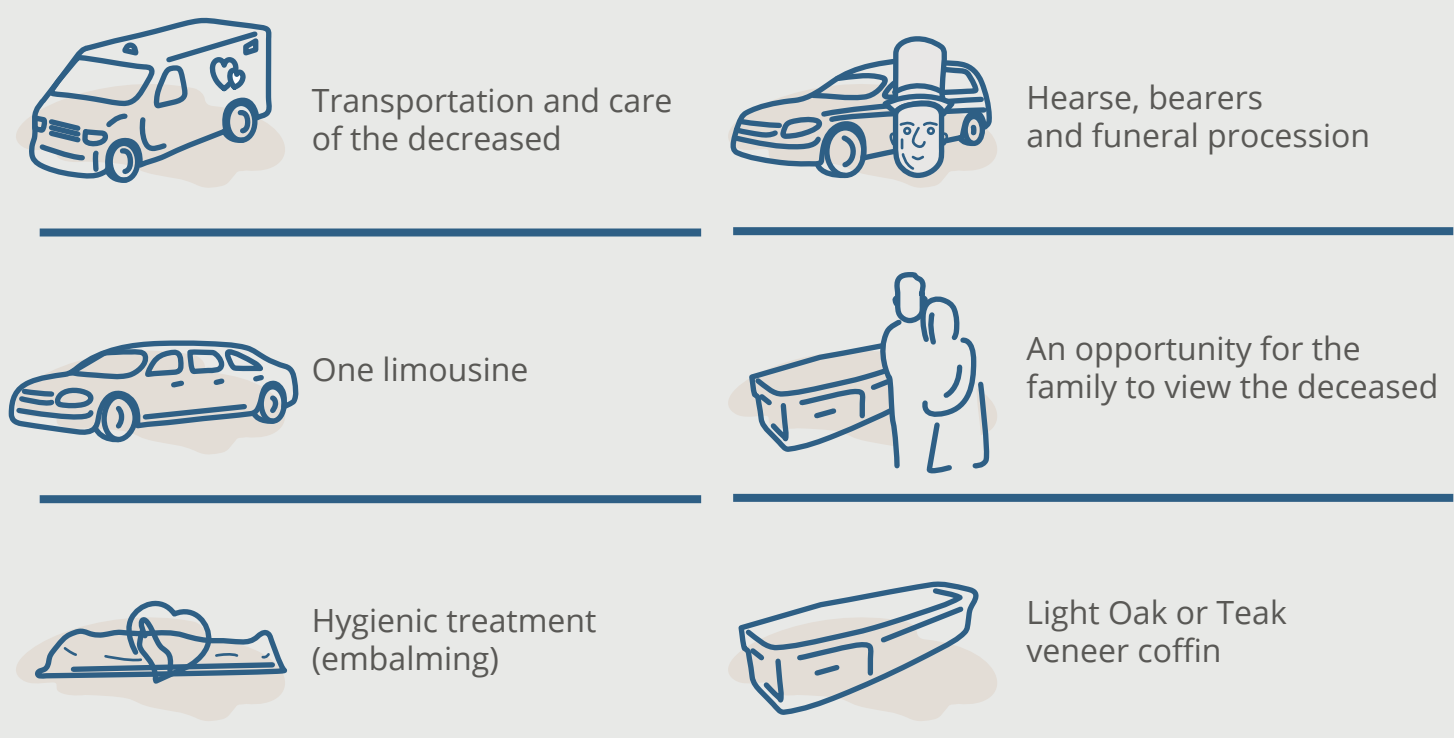 Transportation and care
of the decreased
Hearse, bearers
and funeral procession
One limousine
An opportunity for the
family to view the deceased
Hygienic treatment
(embalming)
Light Oak or Teak
veneer coffin